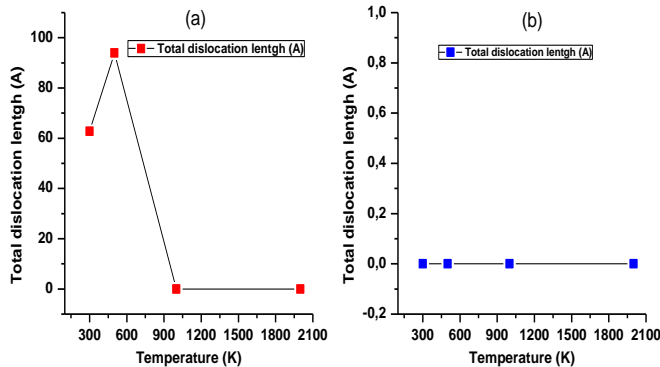 (a)
Total dislocation lentgh (A)
Total dislocation lentgh (A)
100
80
60
40
20
0
300 600 900 1200 1500 1800 2100
Temperature (K)
(b)
Total dislocation lentgh (A)
Total dislocation lentgh (A)
1,0
0,8
0,6
0,4
0,2
0,0
-0,2
300 600 900 1200 1500 1800 2100
Temperature (K)